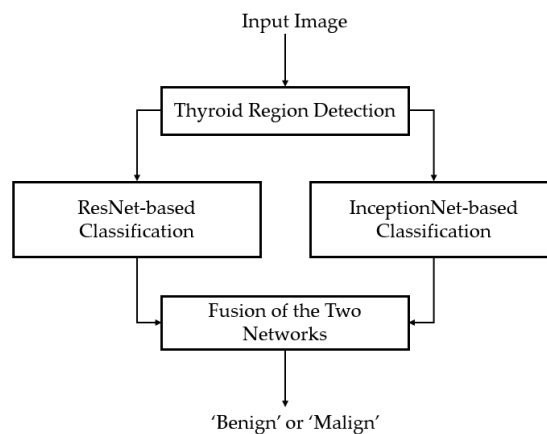 Input Image
Thyroid Region Detection
ResNet-based
Classification
InceptionNet-based
Classification
Fusion of the Two
Networks
‘Benign’ or ‘Malign’